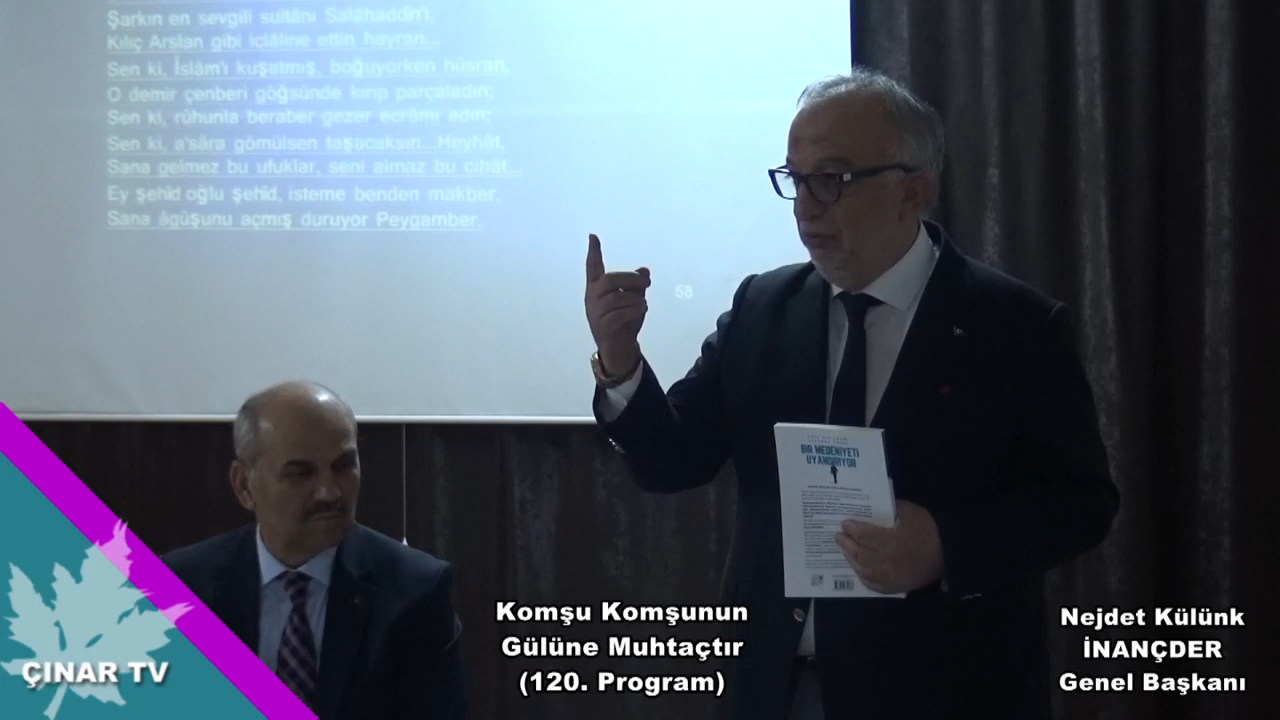 Şarkın en sevgili sultânı Salâhaddîn'i,
Kılıç Arslan gibi iclâline ettin hayran...
Sen ki, İslâm'ı kuşatmış, boğuyorken hüsran,
O demir çenberi göğsünde kırıp parçaladın;
Sen ki, rûhunla beraber gezer ecrâmı adın;
Sen ki, a'sâra gömülsen taşacaksın...Heyhât,
Sana gelmez bu ufuklar, seni almaz bu cihât...
Ey şehid oğlu şehid, isteme benden makber,
Sana âgûşunu açmış duruyor Peygamber.
58
BİR MEDENİYETİ
UYANDIRIYOR
Komşu Komşunun
Gülüne Muhtaçtır
(120. Program)
Nejdet Külünk
İNANÇDER
Genel Başkanı
ÇINAR TV